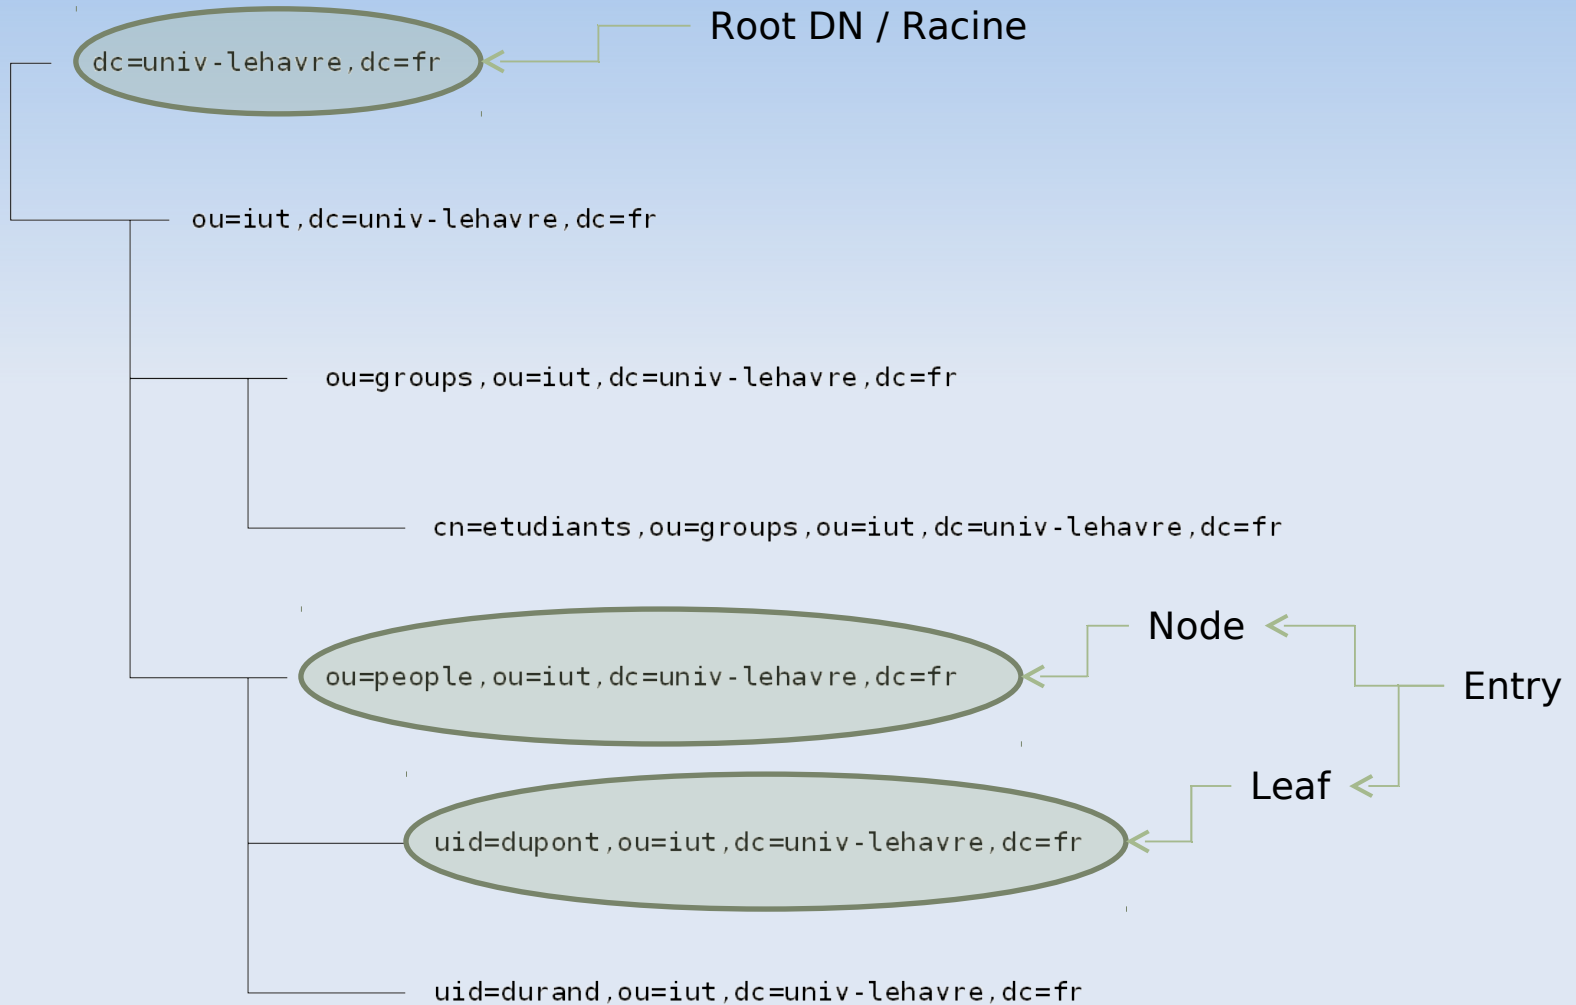 Root DN / Racine
dc=univ-lehavre,dc=fr
ou=iut,dc=univ-lehavre,dc=fr
ou=groups,ou=iut,dc=univ-lehavre,dc=fr
cn=etudiants,ou=groups,ou=iut,dc=univ-lehavre,dc=fr
Node
ou=people,ou=iut,dc=univ-lehavre,dc=fr
Entry
Leaf
uid=dupont,ou=iut,dc=univ-lehavre,dc=fr
uid=durand,ou=iut,dc=univ-lehavre,dc=fr